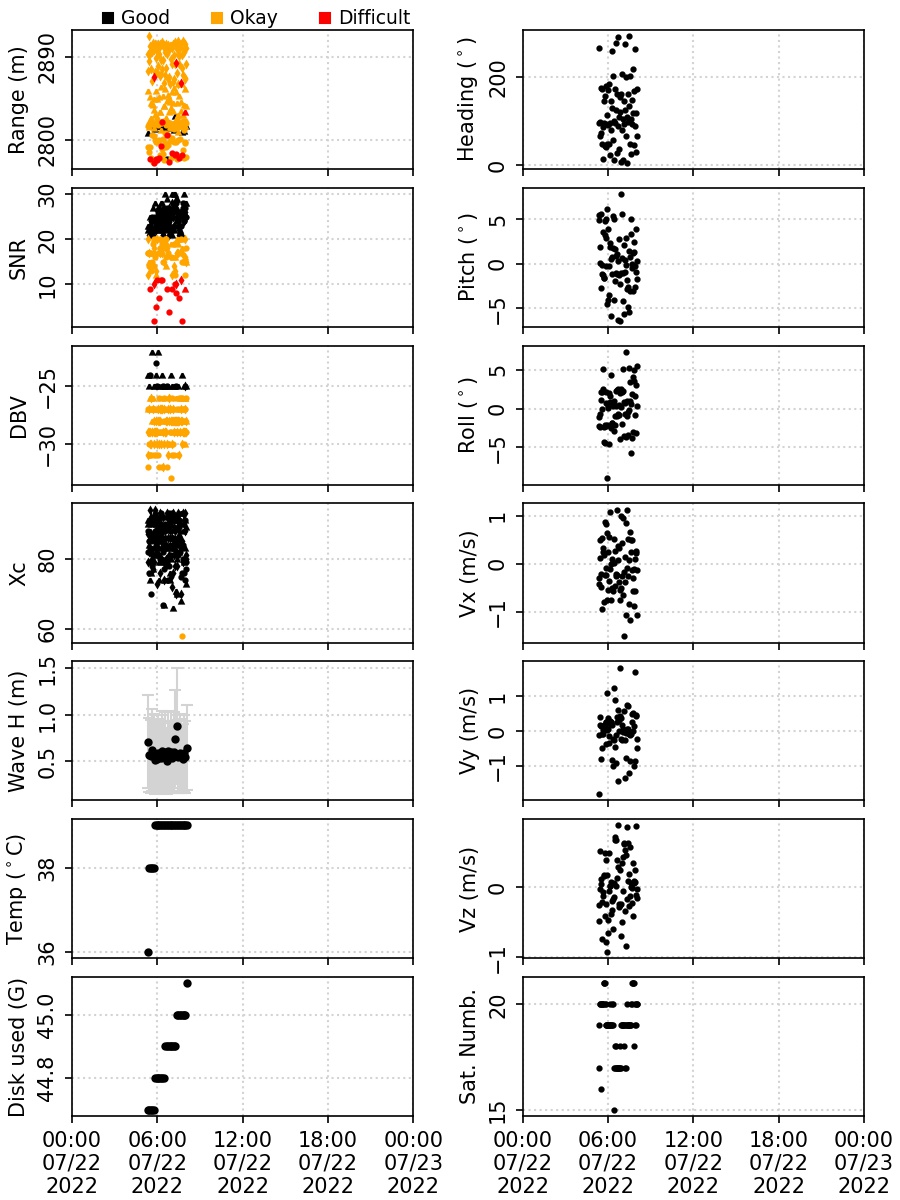 Good Okay Difficult
Range (m)
2890
2800
Heading (°)
200
0
SNR
30
20
10
Pitch (°)
5
0
−5
DBV
−25
−30
Roll (°)
5
0
−5
Xc
80
60
Vx (m/s)
1
0
−1
Wave H (m)
1.5
1.0
0.5
Vy (m/s)
1
0
−1
Temp (°C)
38
36
Vz (m/s)
0
−1
Disk used (G)
45.0
44.8
Sat. Numb.
20
15
00:00 06:00 12:00 18:00 00:00 00:00 06:00 12:00 18:00 00:00
07/22 07/22 07/22 07/22 07/23 07/22 07/22 07/22 07/22 07/23
2022 2022 2022 2022 2022 2022 2022 2022 2022 2022